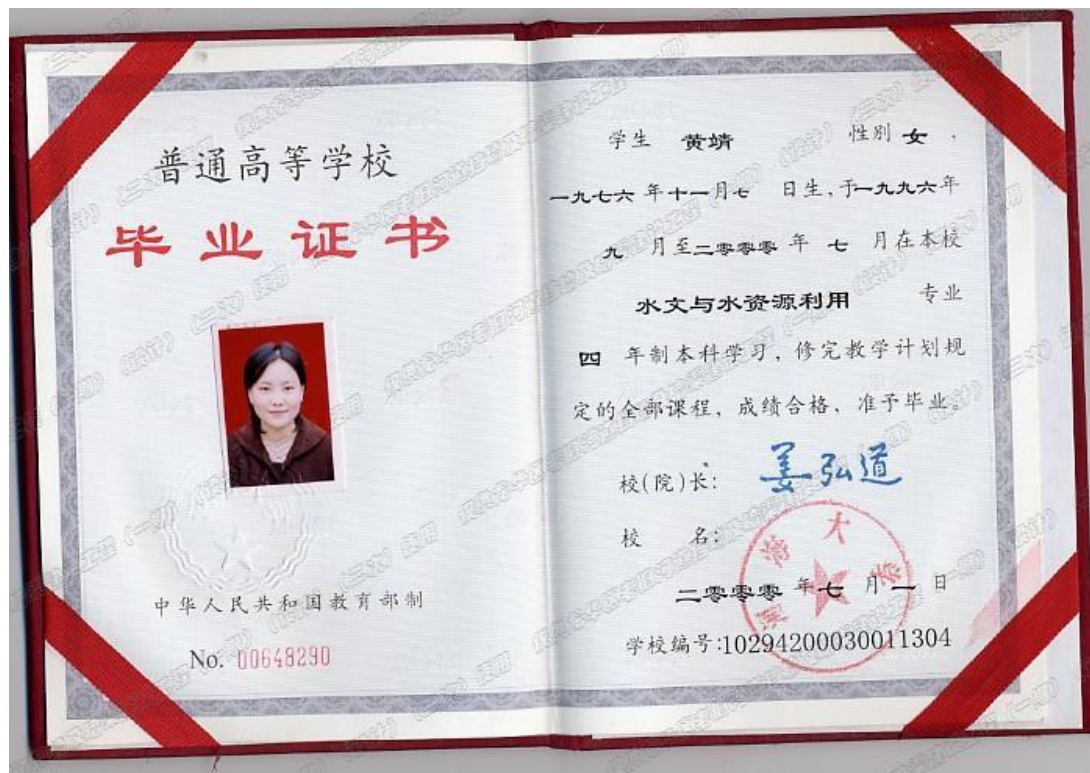 普通高等学校
毕业证书
中华人民共和国教育部制
No. 00648290
学生 黄靖 性别 女，
一九七六年十一月七 日生，于一九九六年
九 月至二零零零 年 七 月在本校
水文与水资源利用 专业
四 年制本科学习，修完教学计划规
定的全部课程，成绩合格，准予毕业。
校(院)长： 姜弘道
校 名：
河海大学
二零零零 年七 月 一 日
学校编号:10294200030011304